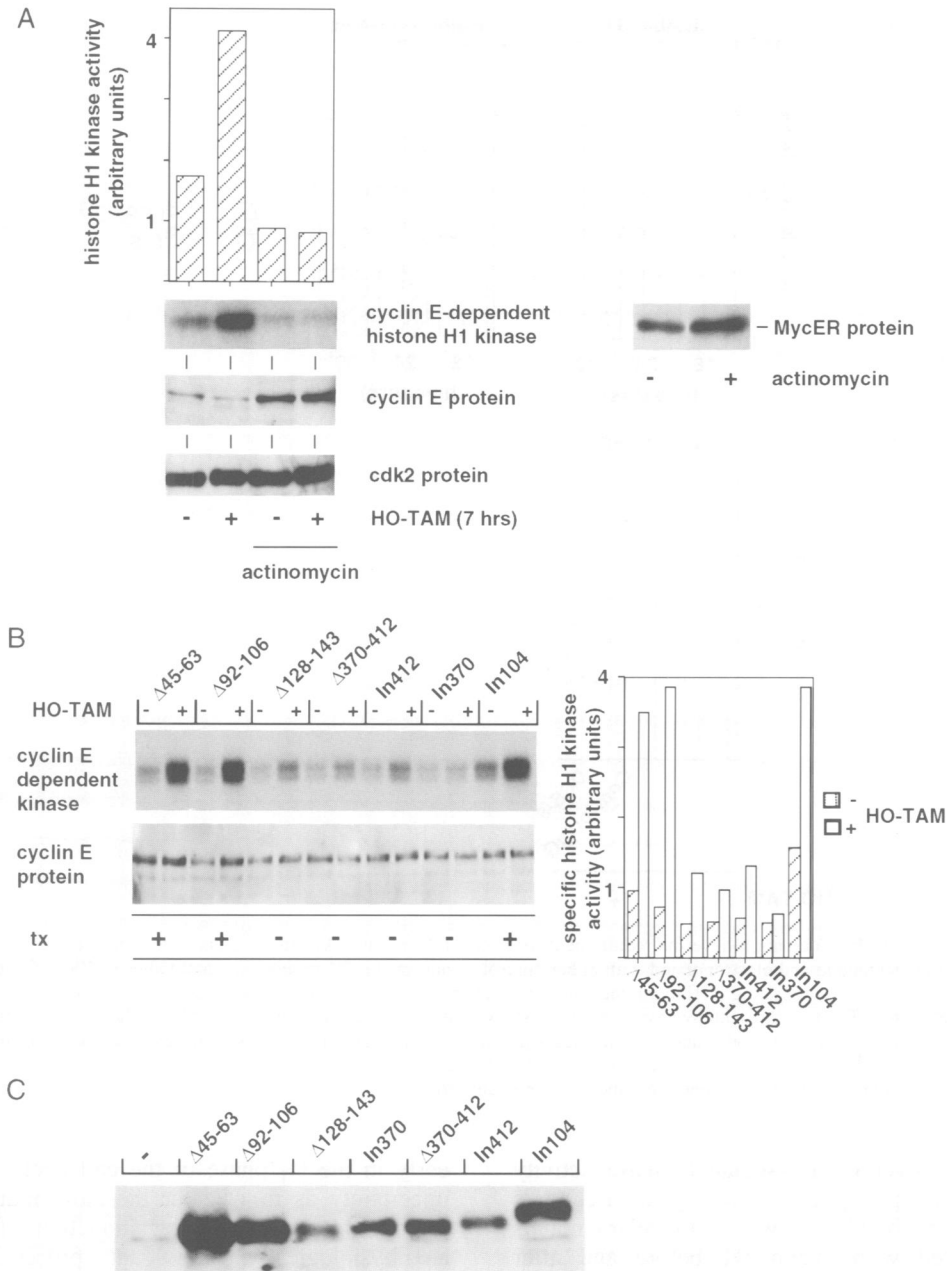 A
histone H1 kinase activity
(arbitrary units)
4
1
cyclin E-dependent
histone H1 kinase
cyclin E protein
cdk2 protein
- + - + HO-TAM (7 hrs)
actinomycin
MycER protein
- + actinomycin
B
Δ45-63 Δ92-106 Δ128-143 Δ370-412 In412 In370 In104
HO-TAM - + - + - + - + - + - + - +
cyclin E
dependent
kinase
cyclin E
protein
tx + + - - - - +
specific histone H1 kinase
activity (arbitrary units)
4
1
-
+
HO-TAM
Δ45-63 Δ92-106 Δ128-143 Δ370-412 In412 In370 In104
C
- Δ45-63 Δ92-106 Δ128-143 In370 Δ370-412 In412 In104